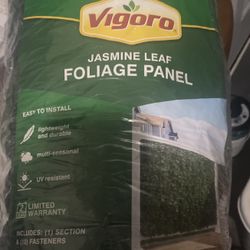 Vigoro
JASMINE LEAF
FOLIAGE PANEL
EASY TO INSTALL
lightweight
and durable
multi-seasonal
UV resistant
2
LIMITED
WARRANTY
INCLUDES: (1) SECTION
& (10) FASTENERS